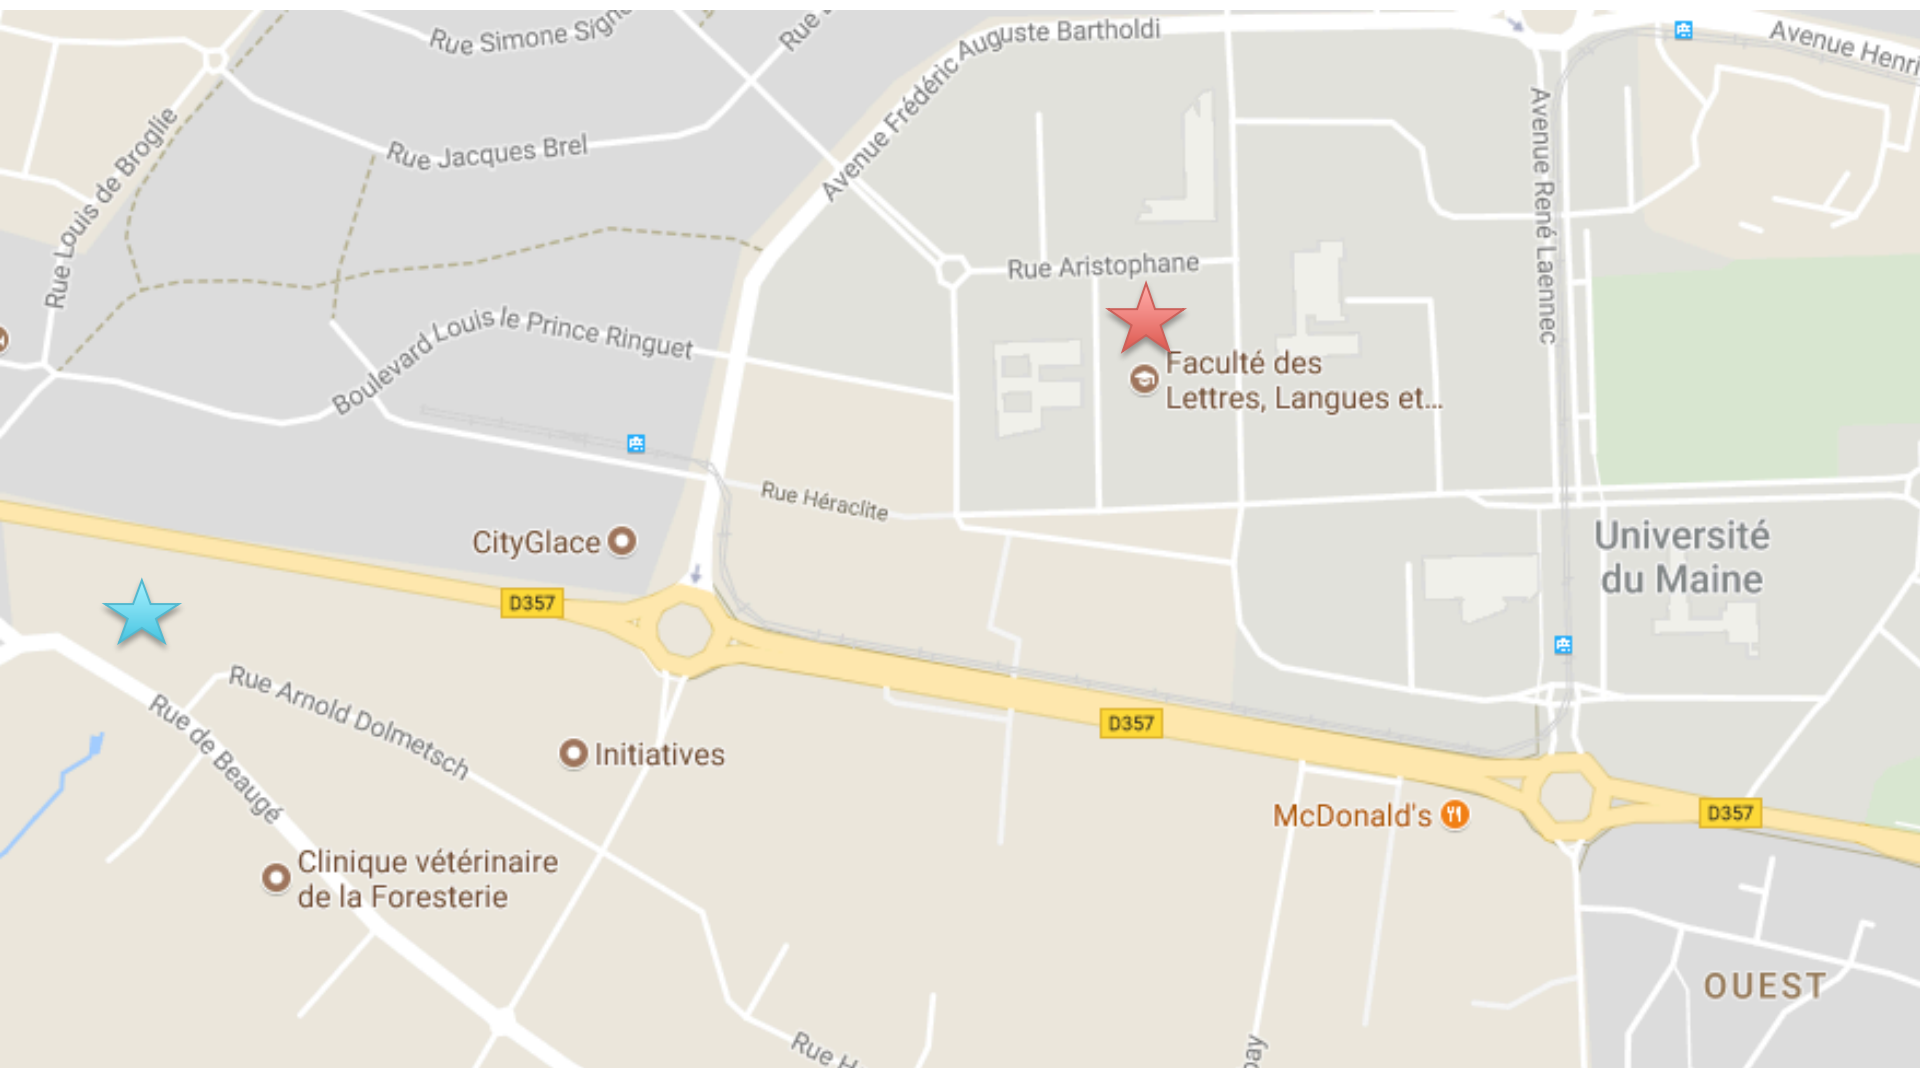 Rue Simone Sign
Rue
Auguste Bartholdi
Avenue Frédéric
Avenue Henri
Rue Louis de Broglie
Rue Jacques Brel
Avenue René Laennec
Rue Aristophane
Boulevard Louis le Prince Ringuet
Faculté des
Lettres, Langues et...
Rue Héraclite
CityGlace
Université
du Maine
D357
D357
D357
Rue Arnold Dolmetsch
Rue de Beaugé
Initiatives
McDonald's
Clinique vétérinaire
de la Foresterie
OUEST
Rue H
pay